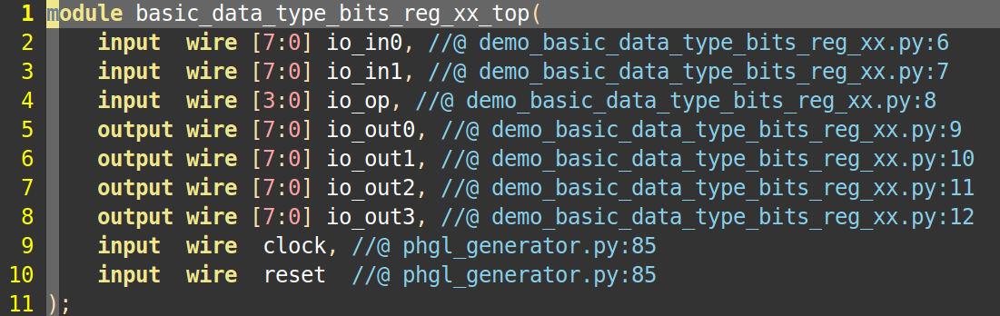 1 module basic_data_type_bits_reg_xx_top(
2     input  wire [7:0] io_in0, //@ demo_basic_data_type_bits_reg_xx.py:6
3     input  wire [7:0] io_in1, //@ demo_basic_data_type_bits_reg_xx.py:7
4     input  wire [3:0] io_op, //@ demo_basic_data_type_bits_reg_xx.py:8
5     output wire [7:0] io_out0, //@ demo_basic_data_type_bits_reg_xx.py:9
6     output wire [7:0] io_out1, //@ demo_basic_data_type_bits_reg_xx.py:10
7     output wire [7:0] io_out2, //@ demo_basic_data_type_bits_reg_xx.py:11
8     output wire [7:0] io_out3, //@ demo_basic_data_type_bits_reg_xx.py:12
9     input  wire  clock, //@ phgl_generator.py:85
10     input  wire  reset  //@ phgl_generator.py:85
11 );